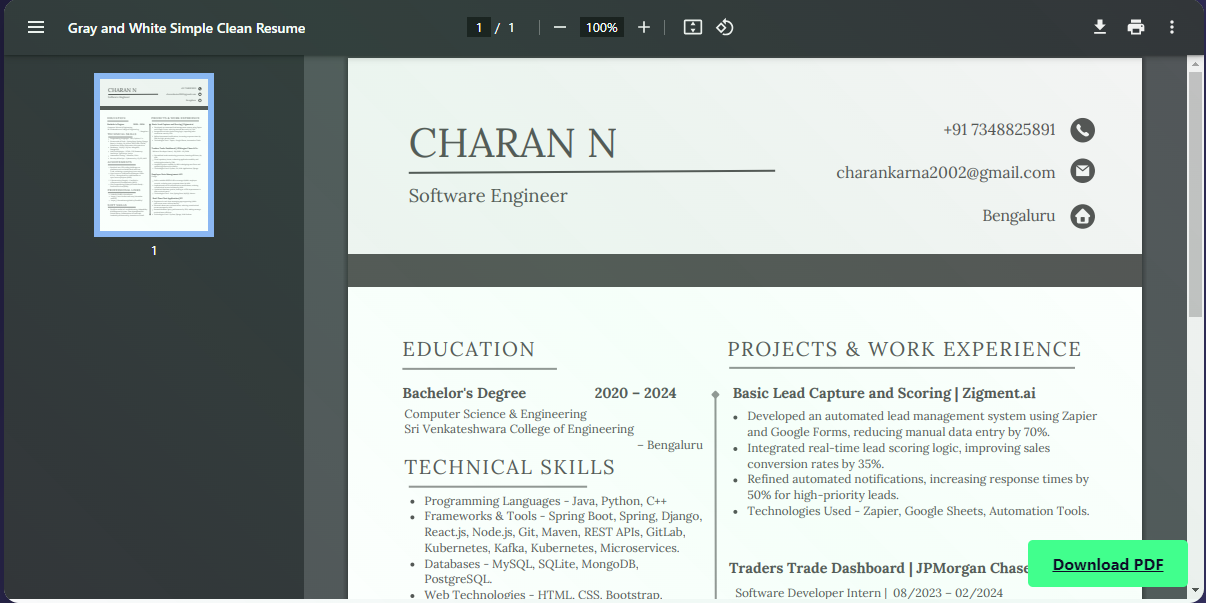 Gray and White Simple Clean Resume
1 / 1
100%
1
CHARAN N
Software Engineer
+91 7348825891
charankarna2002@gmail.com
Bengaluru
EDUCATION
Bachelor's Degree 2020 – 2024
Computer Science & Engineering
Sri Venkateshwara College of Engineering
– Bengaluru
TECHNICAL SKILLS
• Programming Languages - Java, Python, C++
• Frameworks & Tools - Spring Boot, Spring, Django,
React.js, Node.js, Git, Maven, REST APIs, GitLab,
Kubernetes, Kafka, Kubernetes, Microservices.
• Databases - MySQL, SQLite, MongoDB,
PostgreSQL.
• Web Technologies - HTML, CSS, Bootstrap,
PROJECTS & WORK EXPERIENCE
Basic Lead Capture and Scoring | Zigment.ai
• Developed an automated lead management system using Zapier
and Google Forms, reducing manual data entry by 70%.
• Integrated real-time lead scoring logic, improving sales
conversion rates by 35%.
• Refined automated notifications, increasing response times by
50% for high-priority leads.
• Technologies Used - Zapier, Google Sheets, Automation Tools.
Traders Trade Dashboard | JPMorgan Chase
Software Developer Intern | 08/2023 – 02/2024
Download PDF